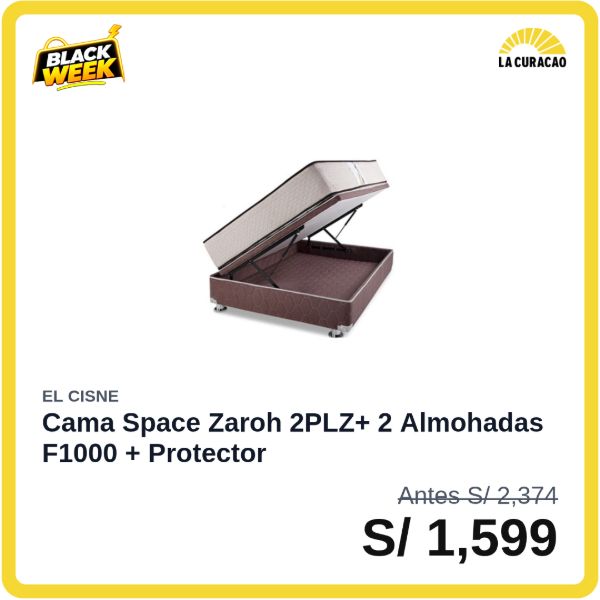 BLACK
WEEK
LA CURACAO
EL CISNE
Cama Space Zaroh 2PLZ+ 2 Almohadas
F1000 + Protector
Antes S/ 2,374
S/ 1,599